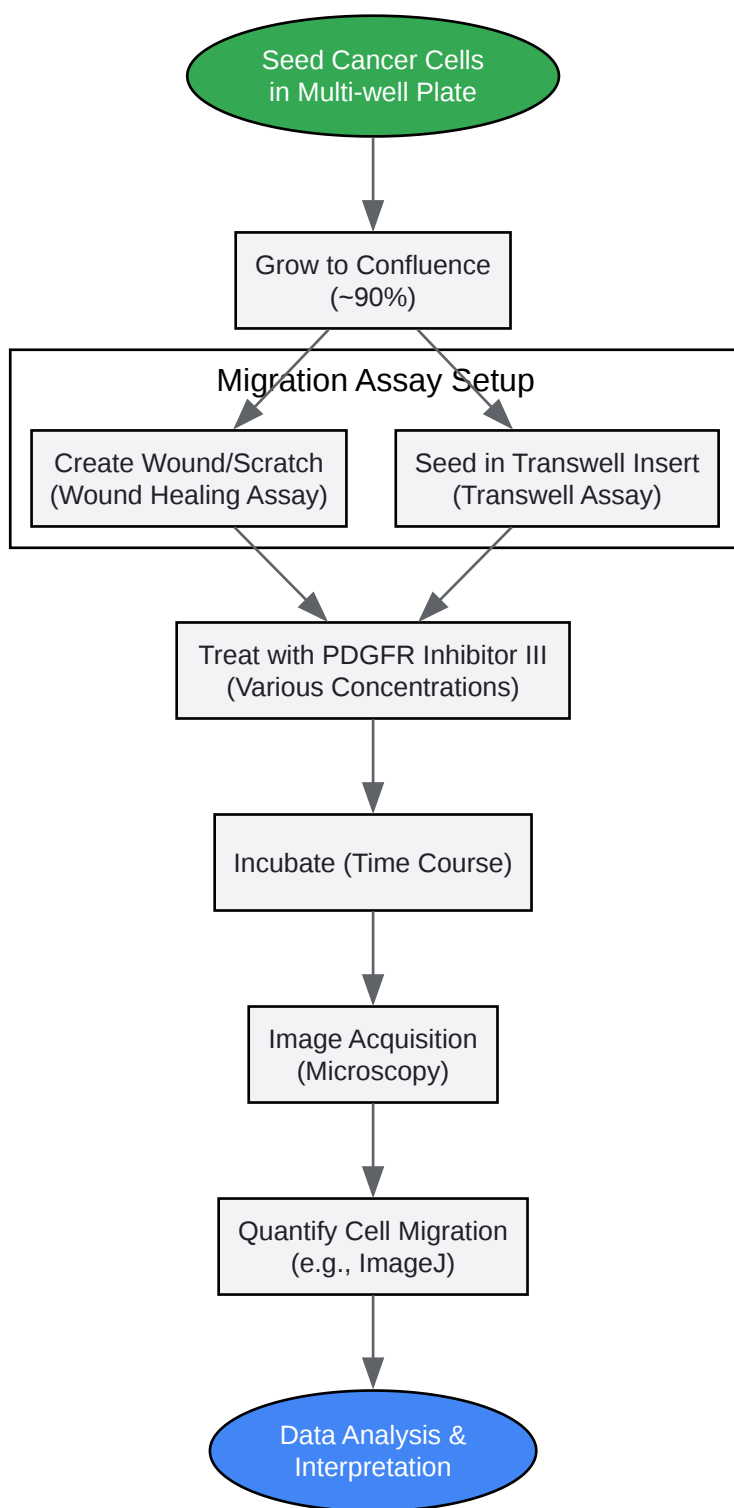 Seed Cancer Cells
in Multi-well Plate
Grow to Confluence
(~90%)
Migration Assay Setup
Create Wound/Scratch
(Wound Healing Assay)
Seed in Transwell Insert
(Transwell Assay)
Treat with PDGFR Inhibitor III
(Various Concentrations)
Incubate (Time Course)
Image Acquisition
(Microscopy)
Quantify Cell Migration
(e.g., ImageJ)
Data Analysis &
Interpretation